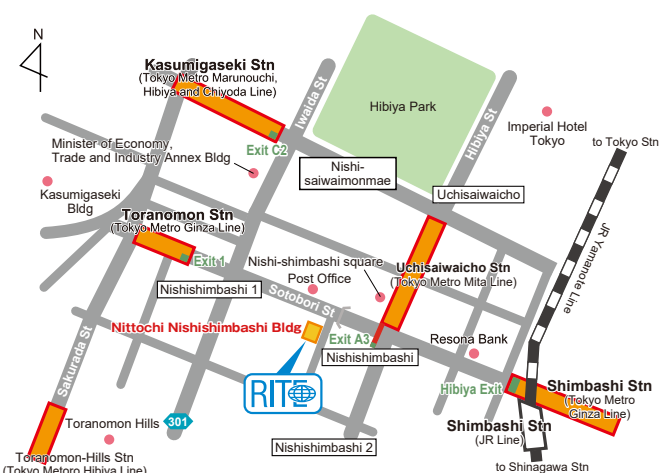 N
Kasumigaseki Stn
(Tokyo Metro Marunouchi,
Hibiya and Chiyoda Line)
Iwaida St
Hibiya Park
Hibiya St
Imperial Hotel
Tokyo
to Tokyo Stn
Exit C2
Minister of Economy,
Trade and Industry Annex Bldg
Nishi-
saiwaimonmae
Uchisaiwaicho
Kasumigaseki
Bldg
Toranomon Stn
(Tokyo Metro Ginza Line)
Exit 1
Nishi-shimbashi square
Post Office
Uchisaiwaicho Stn
(Tokyo Metro Mita Line)
JR Yamanote Line
Nishishimbashi 1
Sotobori St
Nittochi Nishishimbashi Bldg
Exit A3
Resona Bank
Nishishimbashi
Sakurada St
RITE
Hibiya Exit
Shimbashi Stn
(Tokyo Metro
Ginza Line)
Toranomon Hills
301
Shimbashi Stn
(JR Line)
Nishishimbashi 2
Toranomon-Hills Stn
(Tokyo Metoro Hibiya Line)
to Shinagawa Stn